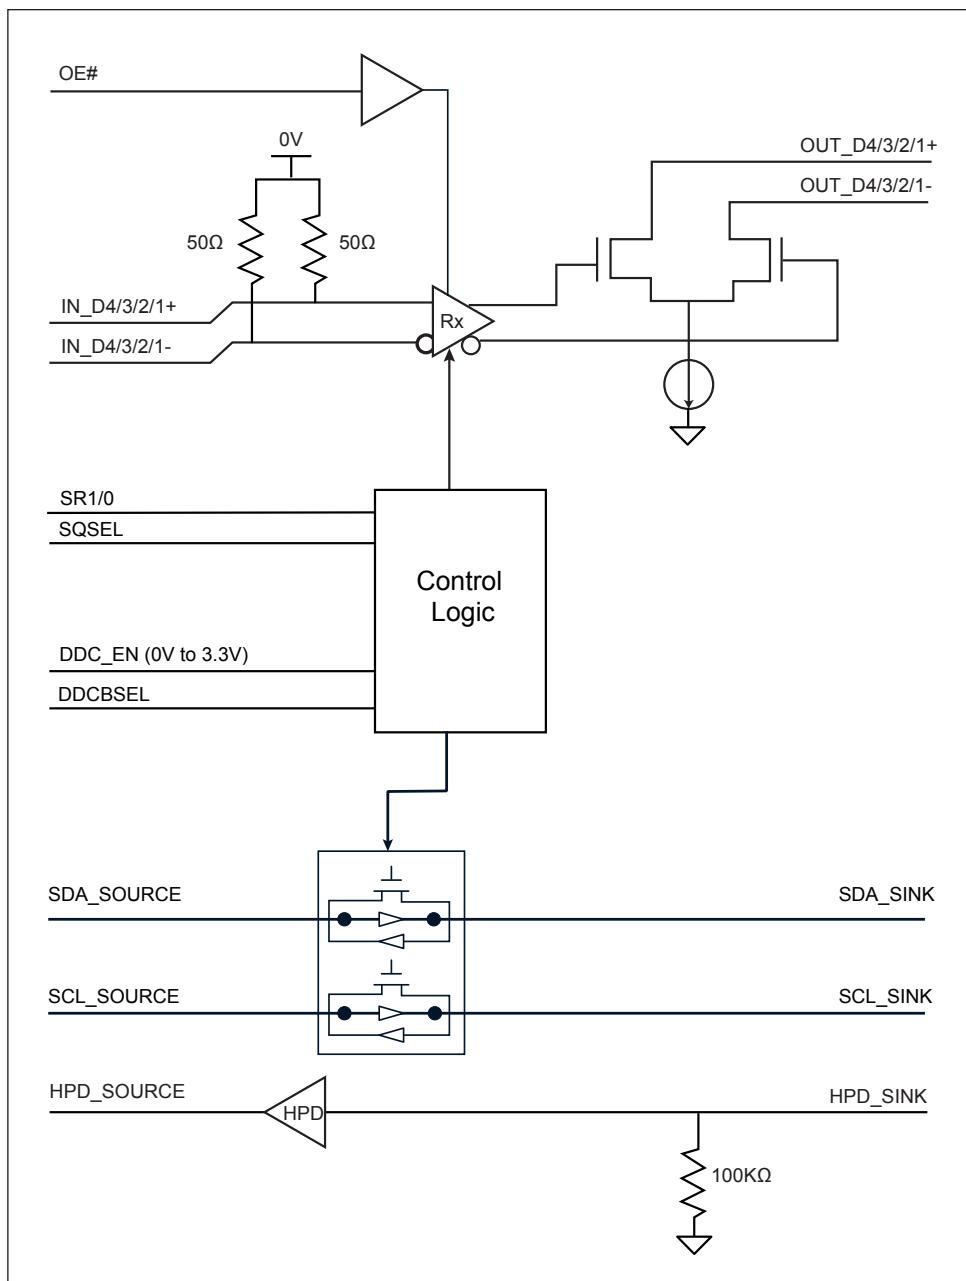 OE#
0V
OUT_D4/3/2/1+
OUT_D4/3/2/1-
50Ω
50Ω
IN_D4/3/2/1+
Rx
IN_D4/3/2/1-
SR1/0
SQSEL
Control
Logic
DDC_EN (0V to 3.3V)
DDCBSEL
SDA_SOURCE
SDA_SINK
SCL_SOURCE
SCL_SINK
HPD_SOURCE
HPD
HPD_SINK
100KΩ